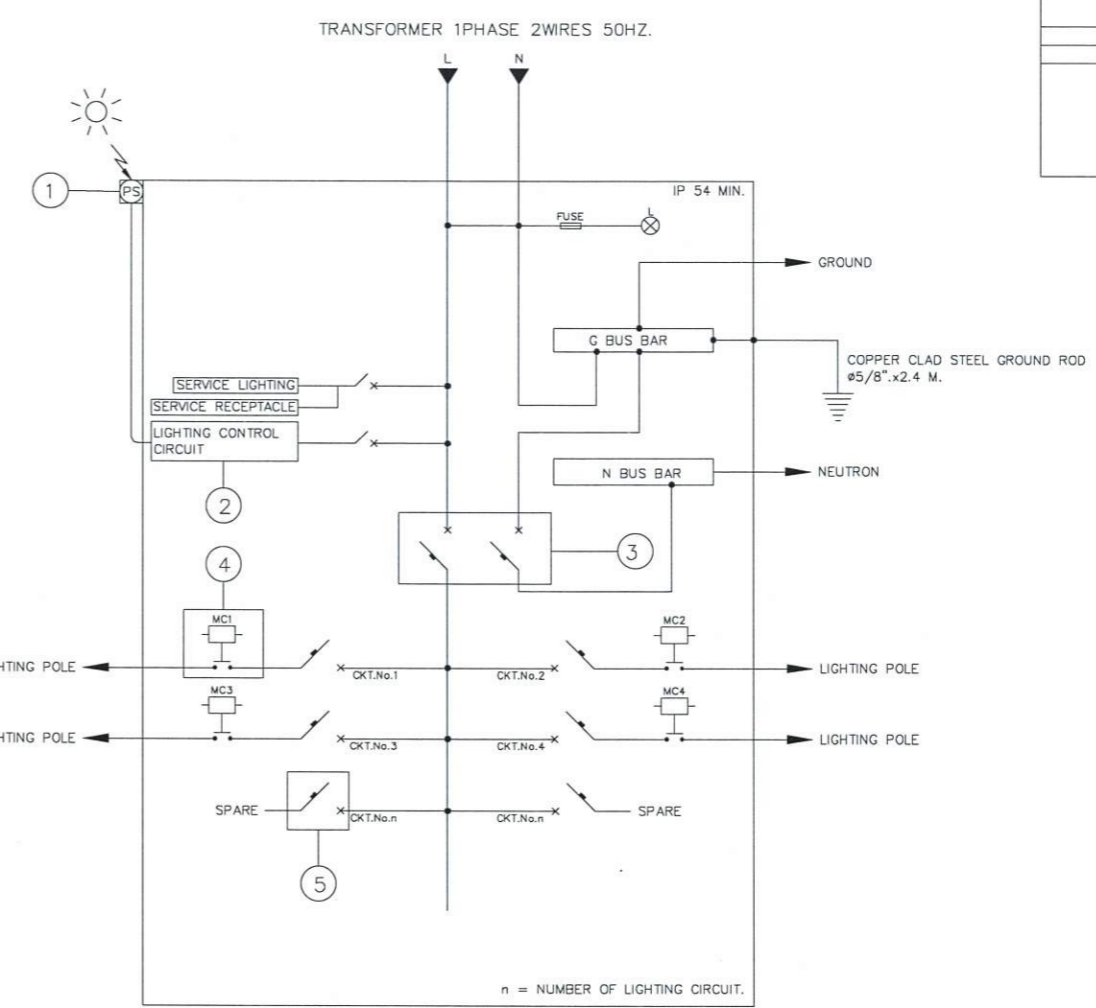 TRANSFORMER 1PHASE 2WIRES 50HZ.
L
N
1
PS
IP 54 MIN.
FUSE
L
GROUND
G BUS BAR
COPPER CLAD STEEL GROUND ROD
ø5/8".x2.4 M.
SERVICE LIGHTING
SERVICE RECEPTACLE
LIGHTING CONTROL
CIRCUIT
N BUS BAR
NEUTRON
2
3
4
MC1
MC2
HTING POLE
CKT.No.1
CKT.No.2
LIGHTING POLE
MC3
MC4
HTING POLE
CKT.No.3
CKT.No.4
LIGHTING POLE
SPARE
CKT.No.n
CKT.No.n
SPARE
5
n = NUMBER OF LIGHTING CIRCUIT.